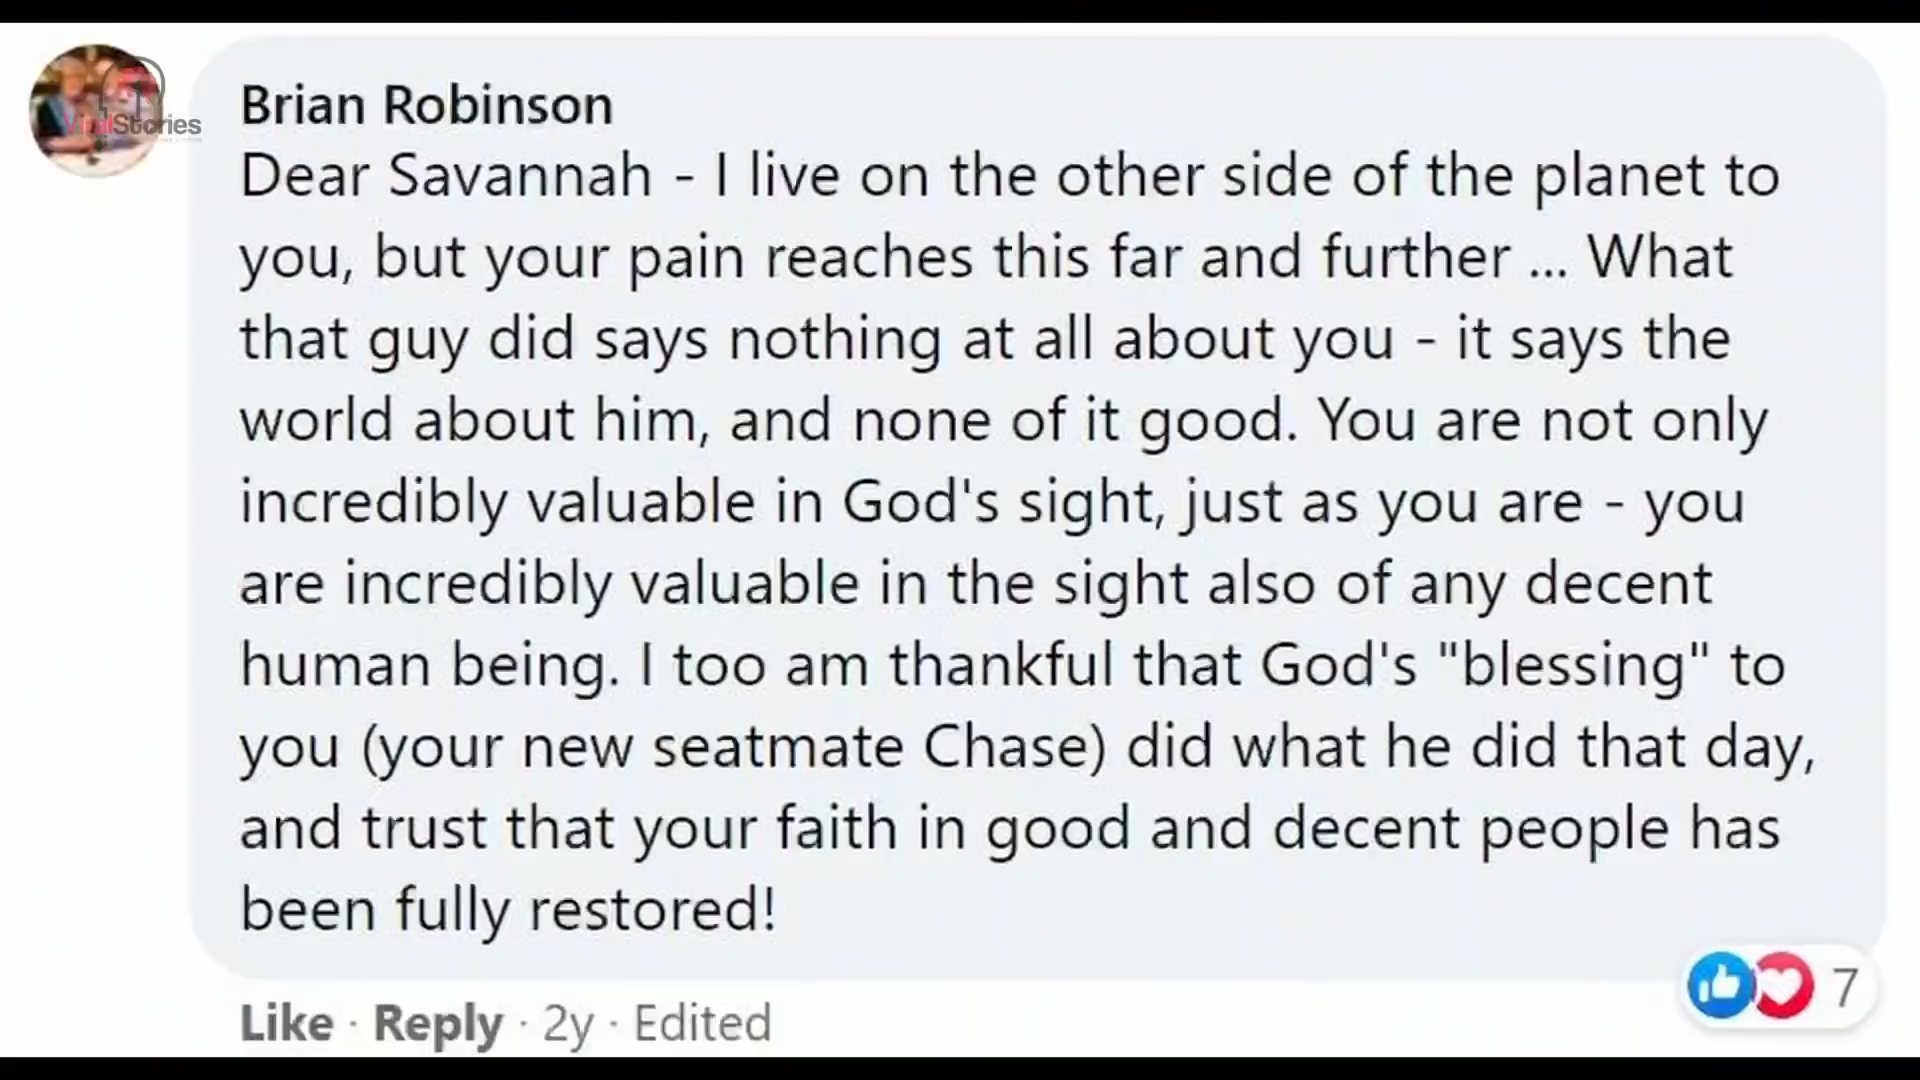 Brian Robinson
ViralStories
Dear Savannah - I live on the other side of the planet to
you, but your pain reaches this far and further ... What
that guy did says nothing at all about you - it says the
world about him, and none of it good. You are not only
incredibly valuable in God's sight, just as you are - you
are incredibly valuable in the sight also of any decent
human being. I too am thankful that God's "blessing" to
you (your new seatmate Chase) did what he did that day,
and trust that your faith in good and decent people has
been fully restored!
7
Like · Reply · 2y · Edited